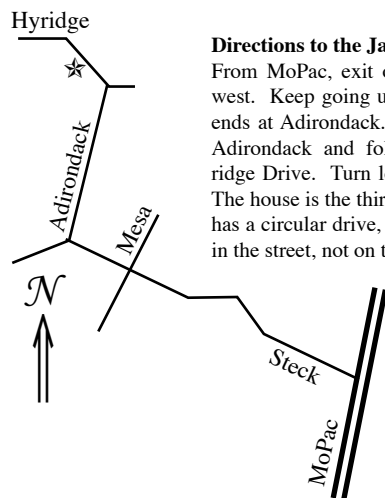 Hyridge
Directions to the Ja
From MoPac, exit
west. Keep going u
ends at Adirondack.
Adirondack and fol
ridge Drive. Turn l
The house is the thir
has a circular drive,
in the street, not on t
Adirondack
Mesa
N
Steck
MoPac